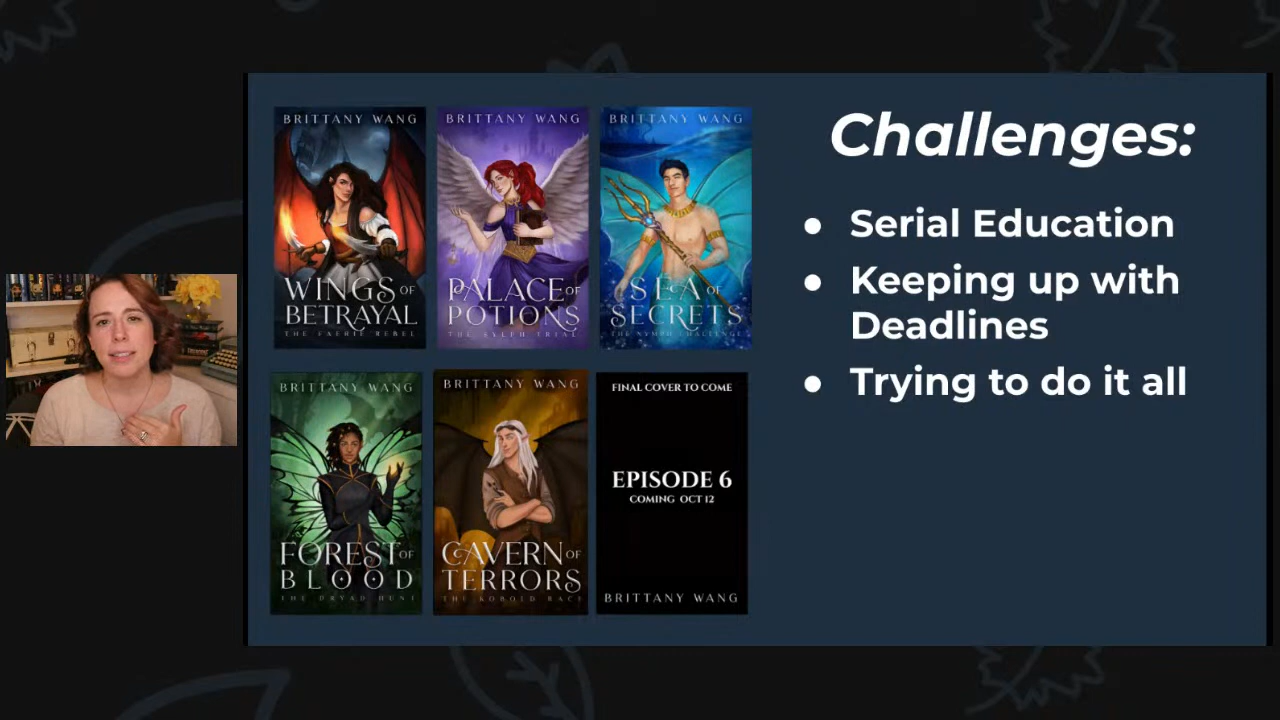 BRITTANY WANG
WINGS OF
BETRAYAL
THE FAERIE REBEL
BRITTANY WANG
PALACE OF
POTIONS
THE SYLPH TRIAL
BRITTANY WANG
SEA OF
SECRETS
THE NYMPH CHALLENGE
BRITTANY WANG
FOREST OF
BLOOD
THE DRYAD HUNT
BRITTANY WANG
CAVERN OF
TERRORS
THE KOBOLD RACE
FINAL COVER TO COME
EPISODE 6
COMING OCT 12
BRITTANY WANG
Challenges:
● Serial Education
● Keeping up with
Deadlines
● Trying to do it all